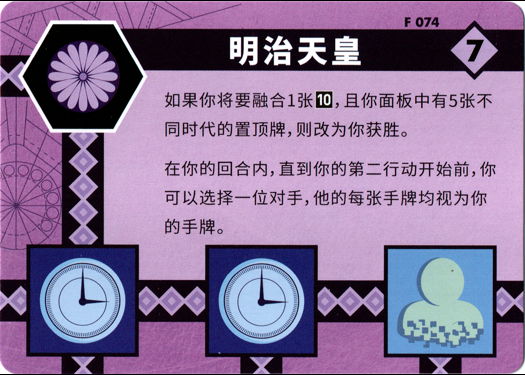 F 074
明治天皇
7
如果你将要融合1张10，且你面板中有5张不
同时代的置顶牌，则改为你获胜。
在你的回合内，直到你的第二行动开始前，你
可以选择一位对手，他的每张手牌均视为你
的手牌。